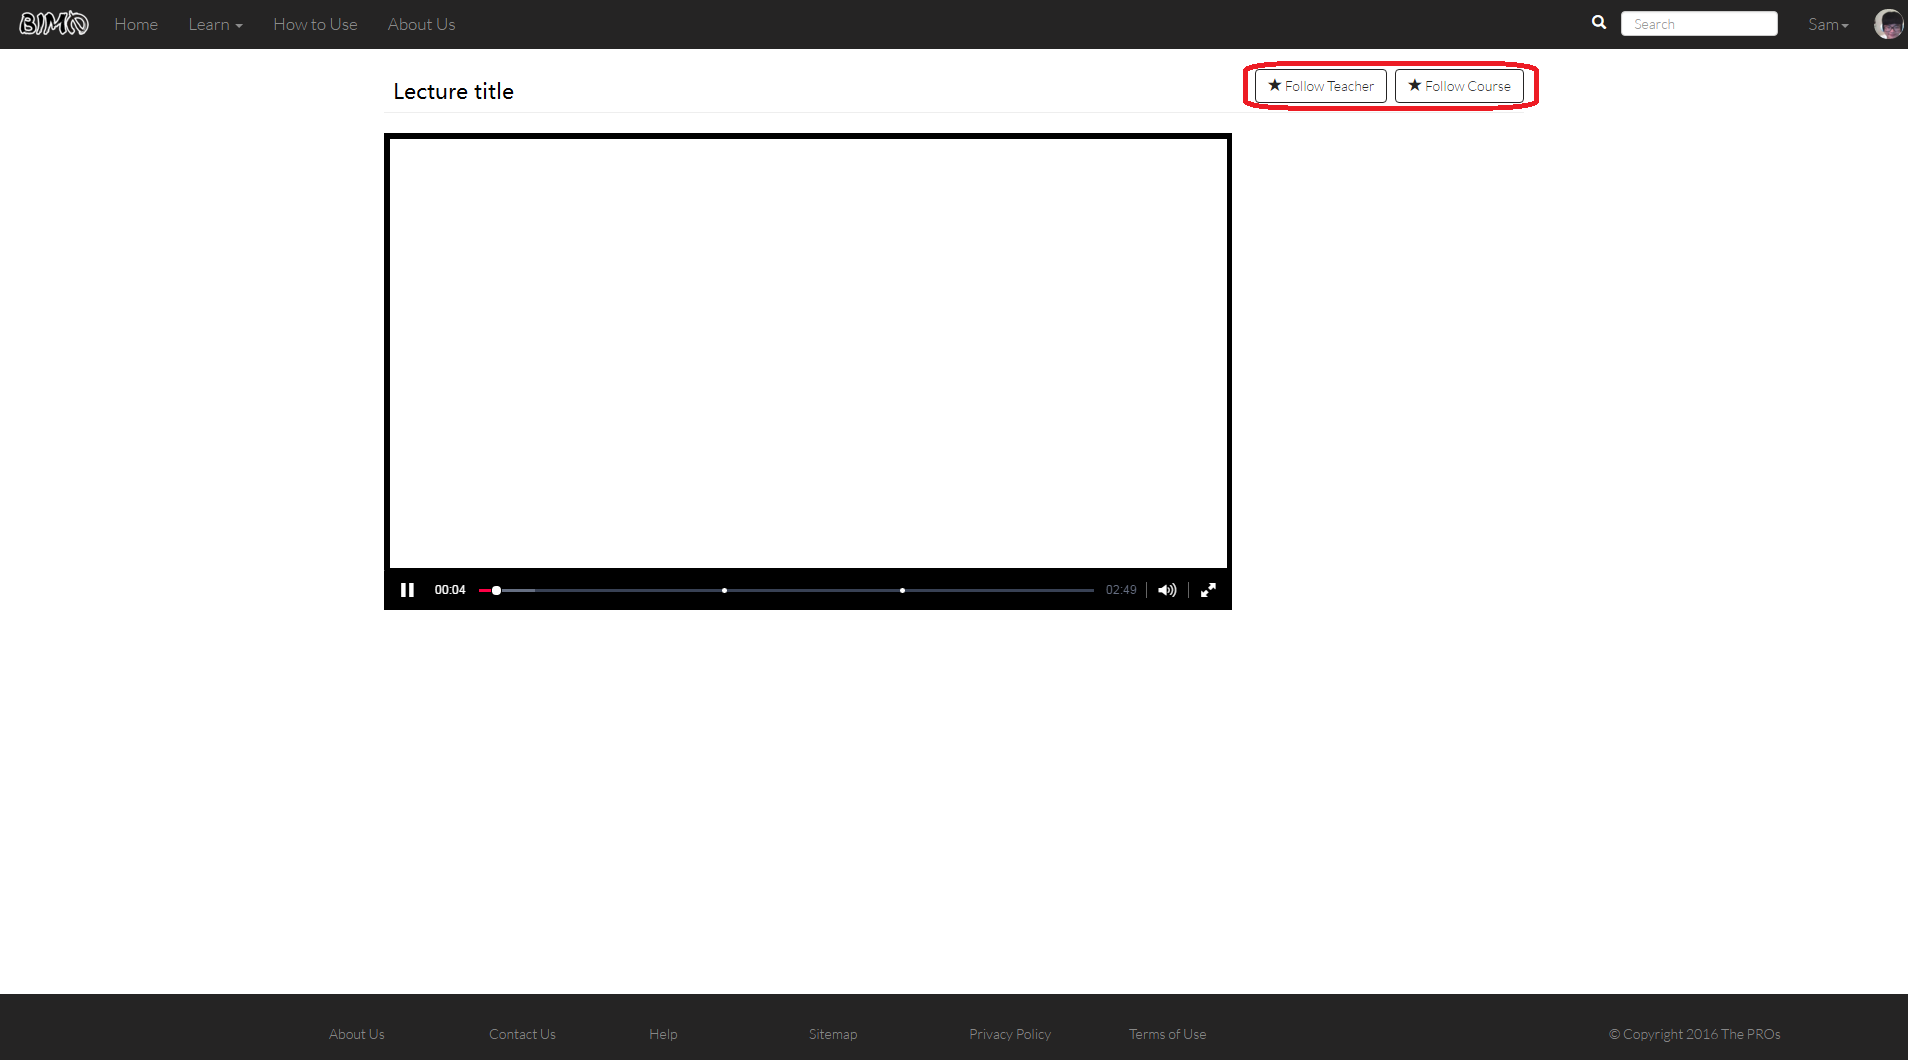 BIMO Home Learn How to Use About Us Search Sam
Lecture title
Follow Teacher Follow Course
00:04 02:49
About Us Contact Us Help Sitemap Privacy Policy Terms of Use © Copyright 2016 The PROs